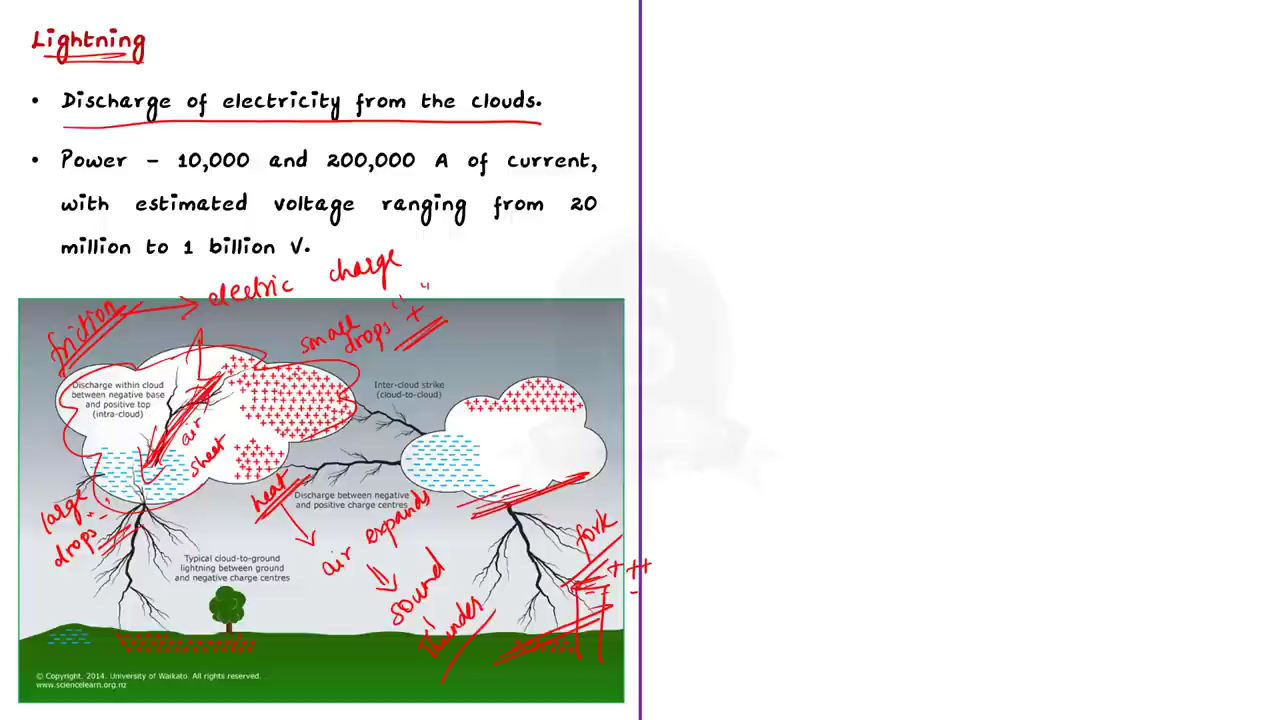 Lightning
• Discharge of electricity from the clouds.
• Power – 10,000 and 200,000 A of current,
with estimated voltage ranging from 20
million to 1 billion V.
friction
electric charge
small
drops "+"
Discharge within cloud
between negative base
and positive top
(intra-cloud)
Inter-cloud strike
(cloud-to-cloud)
air
sheet
heat
Discharge between negative
and positive charge centres
large
drops
air expands
sound
Thunder
fork
+ ++
Typical cloud-to-ground
lightning between ground
and negative charge centres
© Copyright. 2014. University of Waikato. All rights reserved.
www.sciencelearn.org.nz